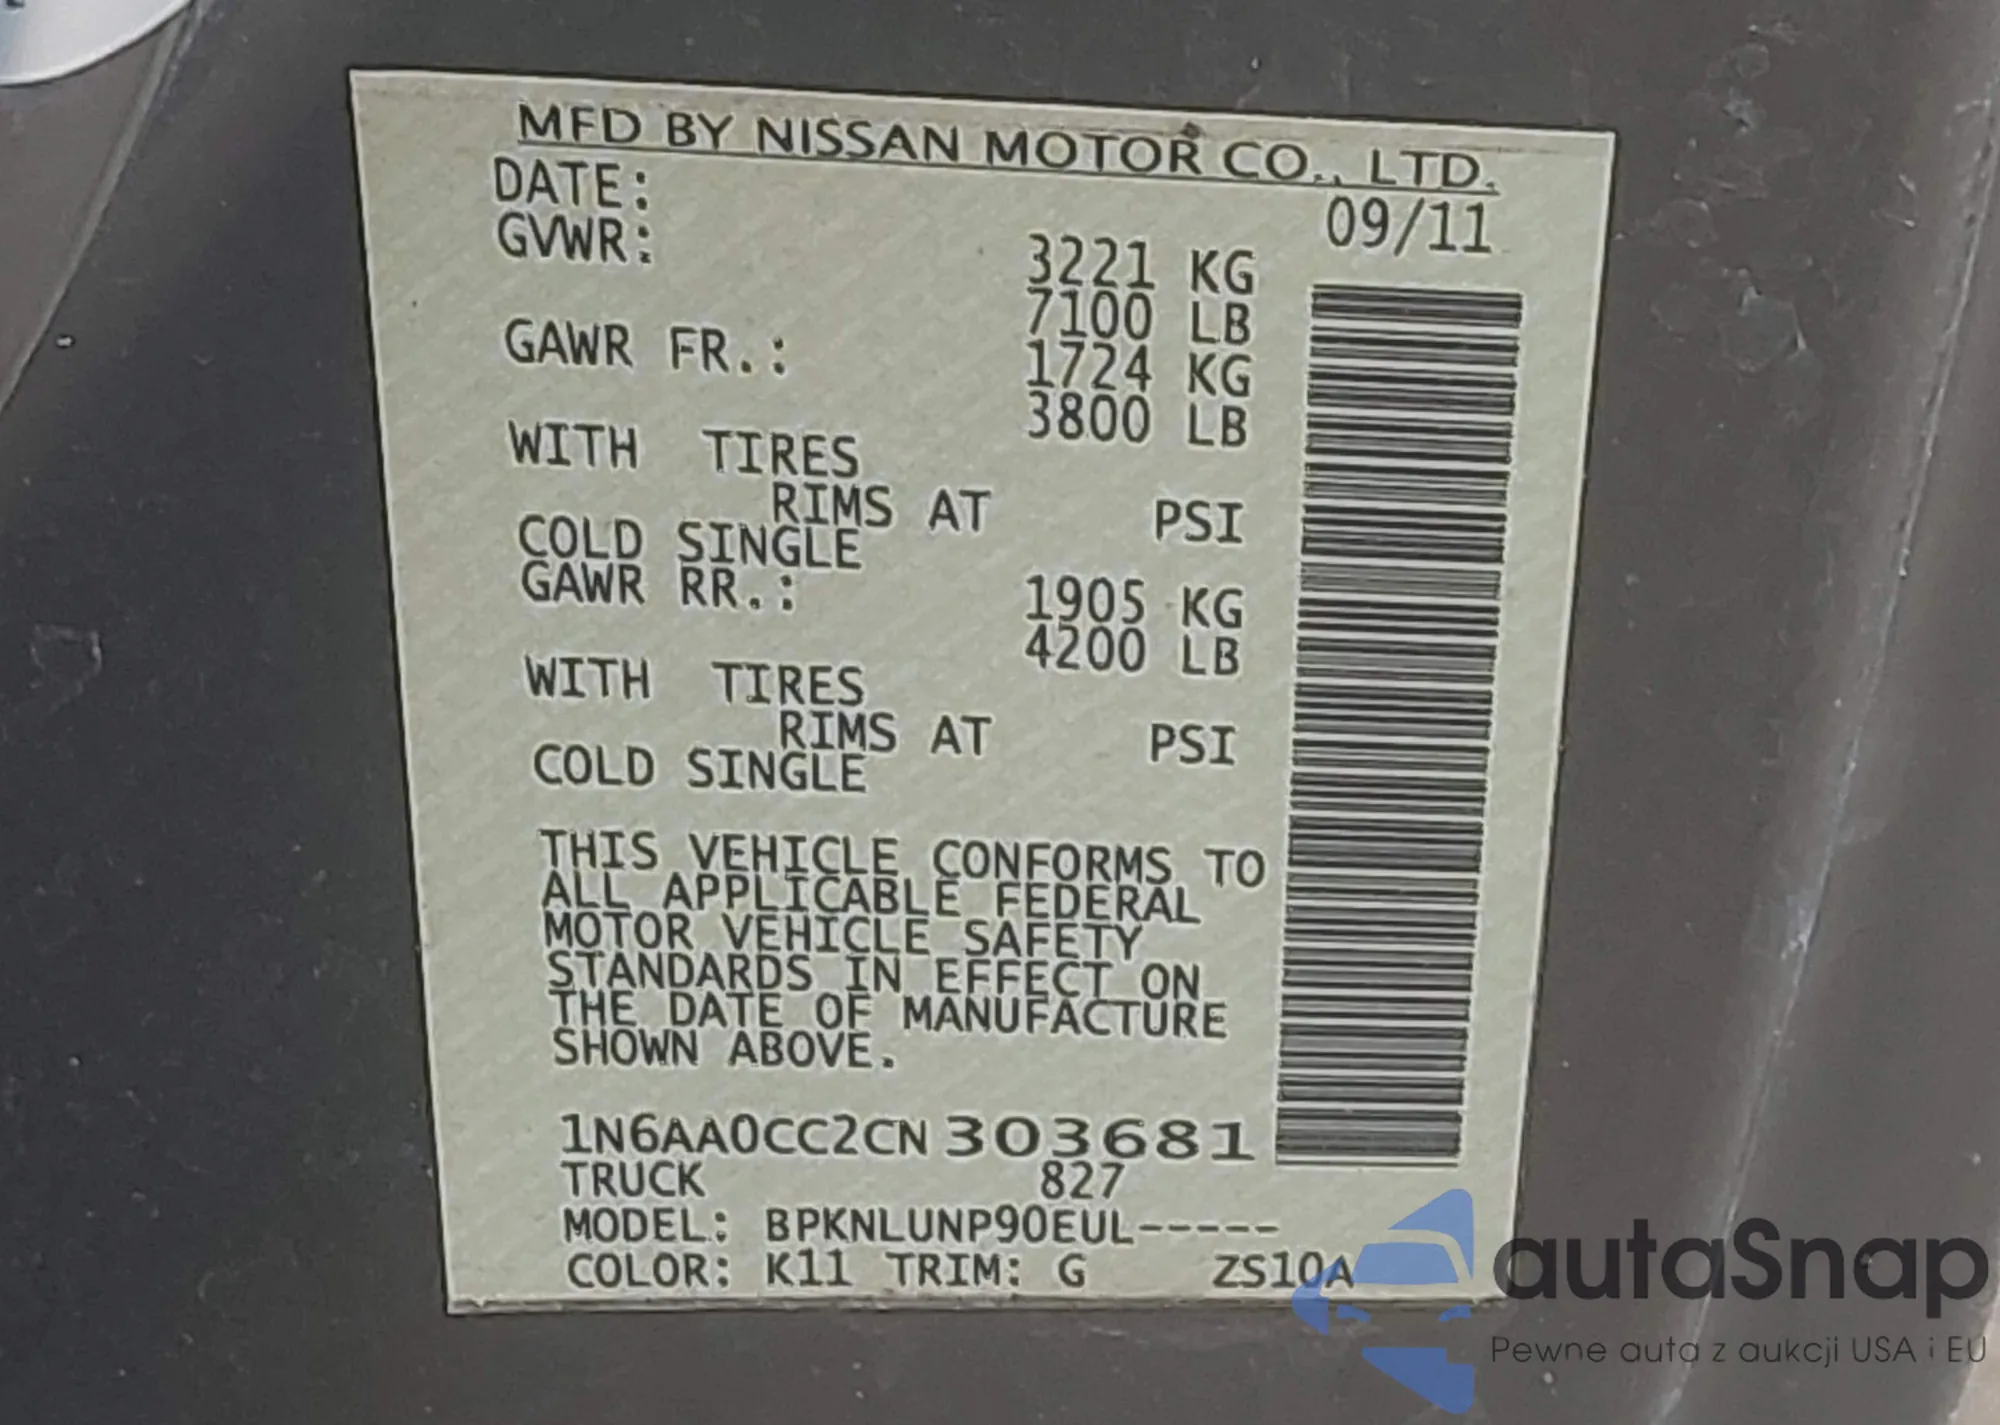 MFD BY NISSAN MOTOR CO., LTD.
DATE: 09/11
GVWR: 3221 KG
7100 LB
GAWR FR.: 1724 KG
3800 LB
WITH TIRES
RIMS AT PSI
COLD SINGLE
GAWR RR.: 1905 KG
4200 LB
WITH TIRES
RIMS AT PSI
COLD SINGLE
THIS VEHICLE CONFORMS TO
ALL APPLICABLE FEDERAL
MOTOR VEHICLE SAFETY
STANDARDS IN EFFECT ON
THE DATE OF MANUFACTURE
SHOWN ABOVE.
1N6AA0CC2CN303681
TRUCK 827
MODEL: BPKNLUNP90EUL-----
COLOR: K11 TRIM: G ZS10A
autaSnap
Pewne auta z aukcji USA i EU